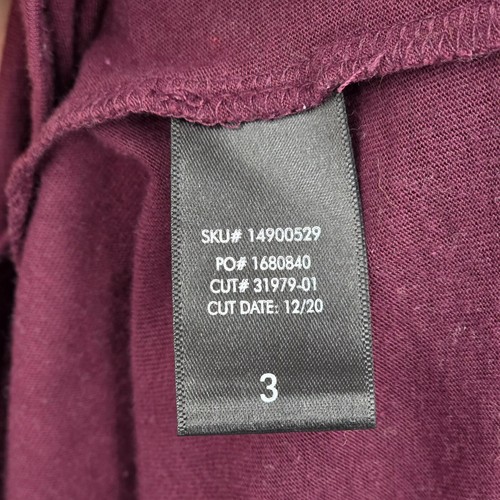 SKU# 14900529
PO# 1680840
CUT# 31979-01
CUT DATE: 12/20
3